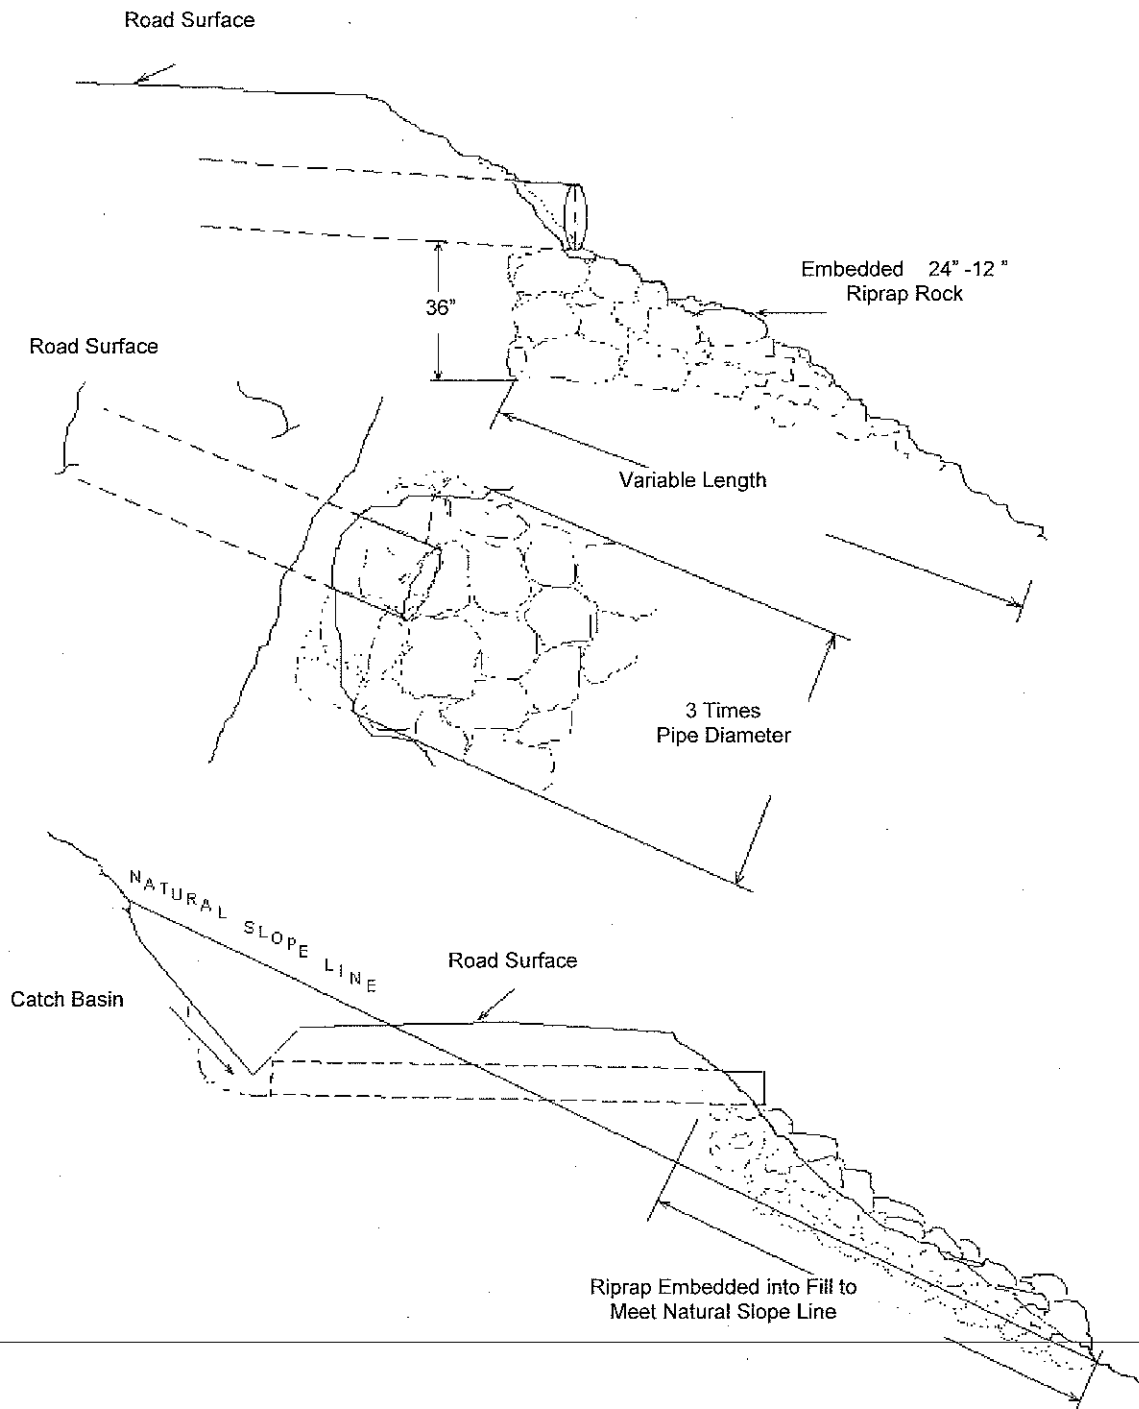 Road Surface
Embedded 24" -12 "
Riprap Rock
36"
Road Surface
Variable Length
3 Times
Pipe Diameter
NATURAL SLOPE LINE
Road Surface
Catch Basin
Riprap Embedded into Fill to
Meet Natural Slope Line